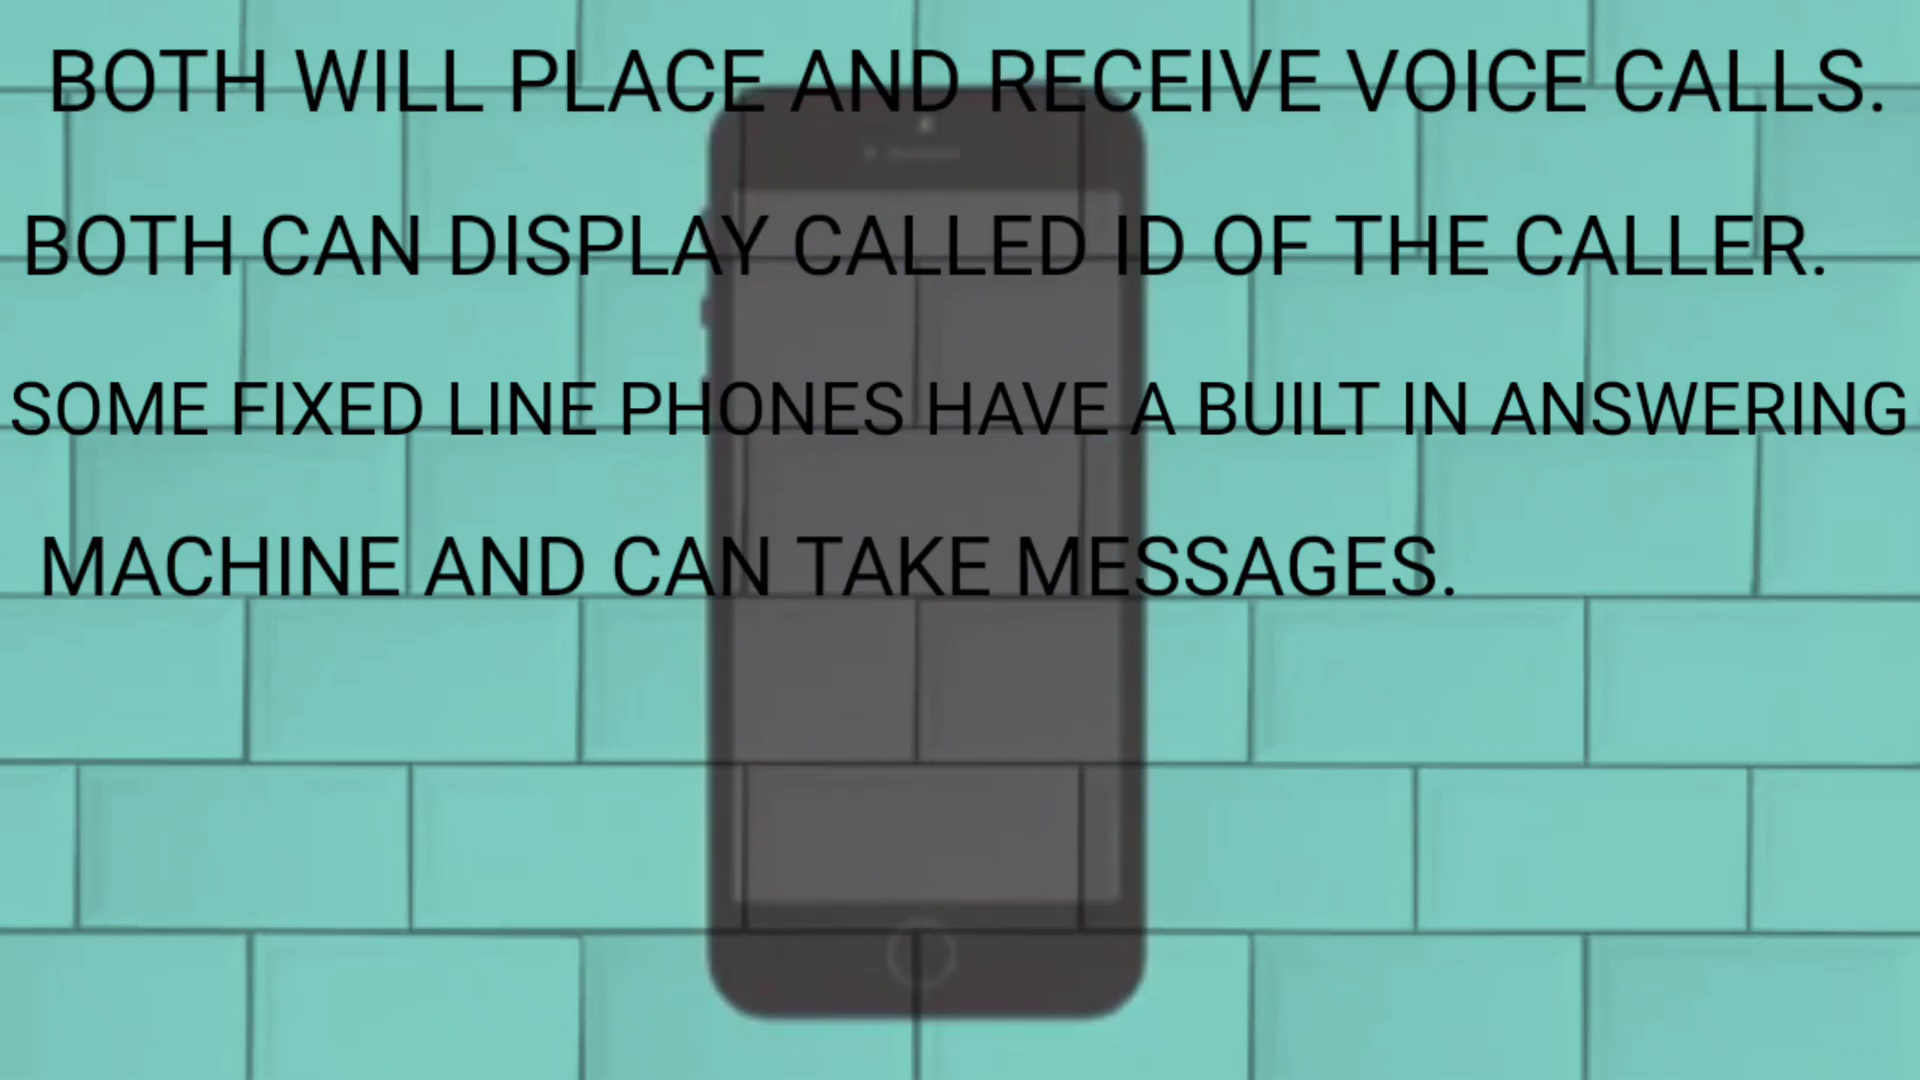 BOTH WILL PLACE AND RECEIVE VOICE CALLS.
BOTH CAN DISPLAY CALLED ID OF THE CALLER.
SOME FIXED LINE PHONES HAVE A BUILT IN ANSWERING
MACHINE AND CAN TAKE MESSAGES.